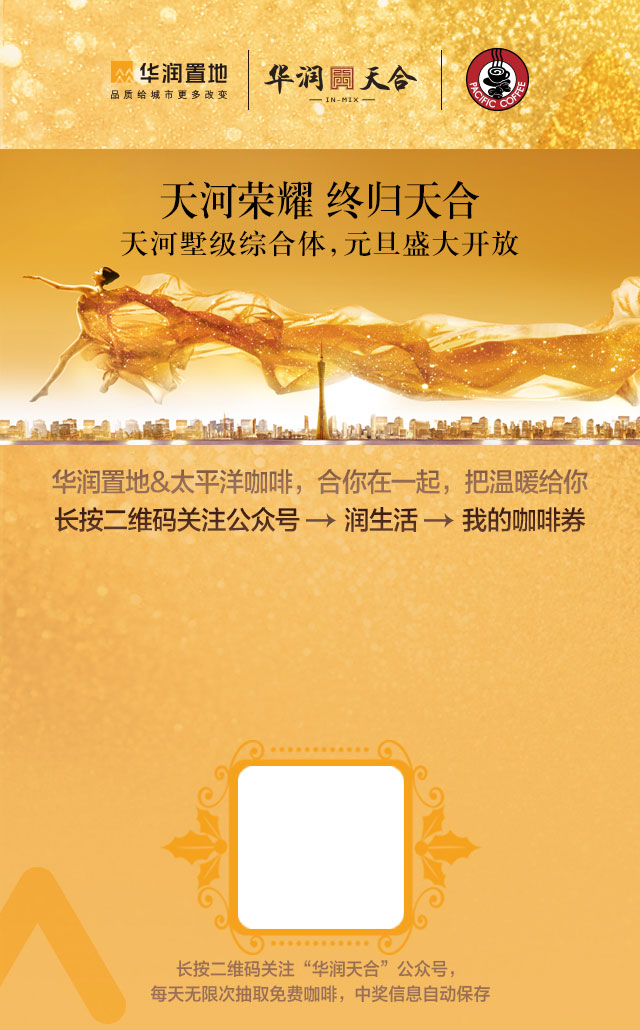 华润置地
品质给城市更多改变
华润 天合
IN-MIX
PACIFIC COFFEE
天河荣耀 终归天合
天河墅级综合体，元旦盛大开放
华润置地&太平洋咖啡，合你在一起，把温暖给你
长按二维码关注公众号→润生活→我的咖啡券
长按二维码关注“华润天合”公众号，
每天无限次抽取免费咖啡，中奖信息自动保存